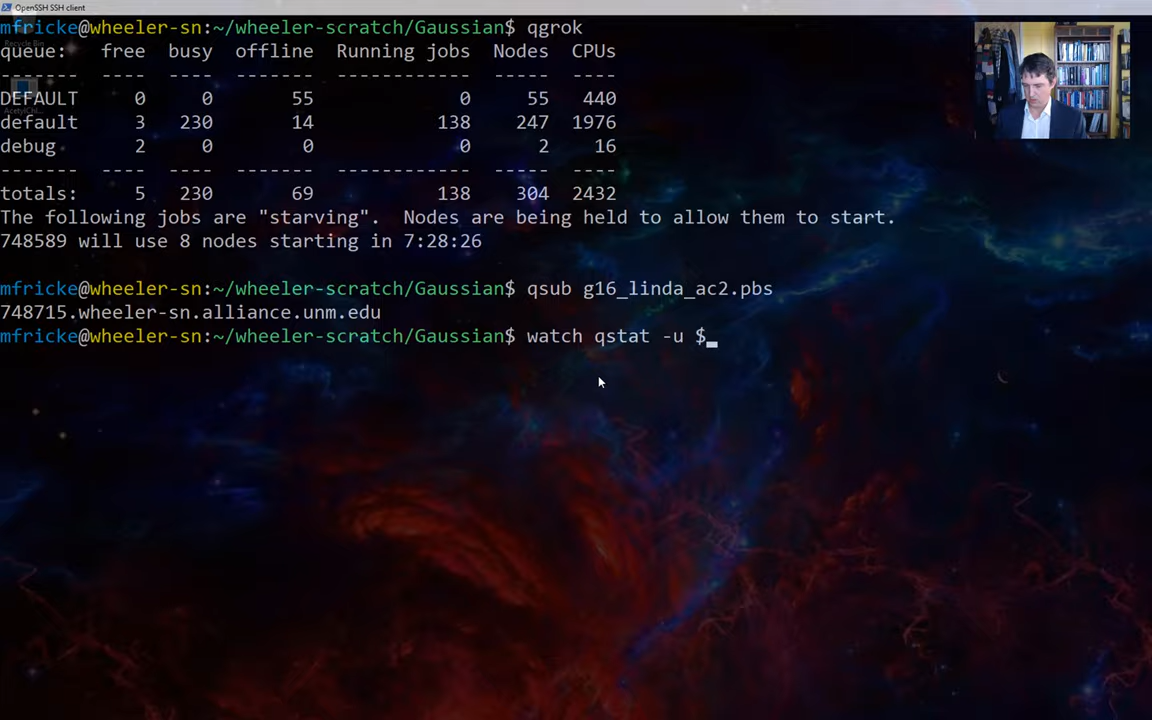 OpenSSH SSH client
mfricke@wheeler-sn:~/wheeler-scratch/Gaussian$ qgrok
Recycle Bin
queue:    free  busy  offline  Running jobs  Nodes  CPUs
-------  ----  ----  -------  ------------  -----  ----
DEFAULT     0     0       55             0     55   440
default     3   230       14           138    247  1976
debug       2     0        0             0      2    16
-------  ----  ----  -------  ------------  -----  ----
totals:     5   230       69           138    304  2432
The following jobs are "starving".  Nodes are being held to allow them to start.
748589 will use 8 nodes starting in 7:28:26
mfricke@wheeler-sn:~/wheeler-scratch/Gaussian$ qsub g16_linda_ac2.pbs
748715.wheeler-sn.alliance.unm.edu
mfricke@wheeler-sn:~/wheeler-scratch/Gaussian$ watch qstat -u $_